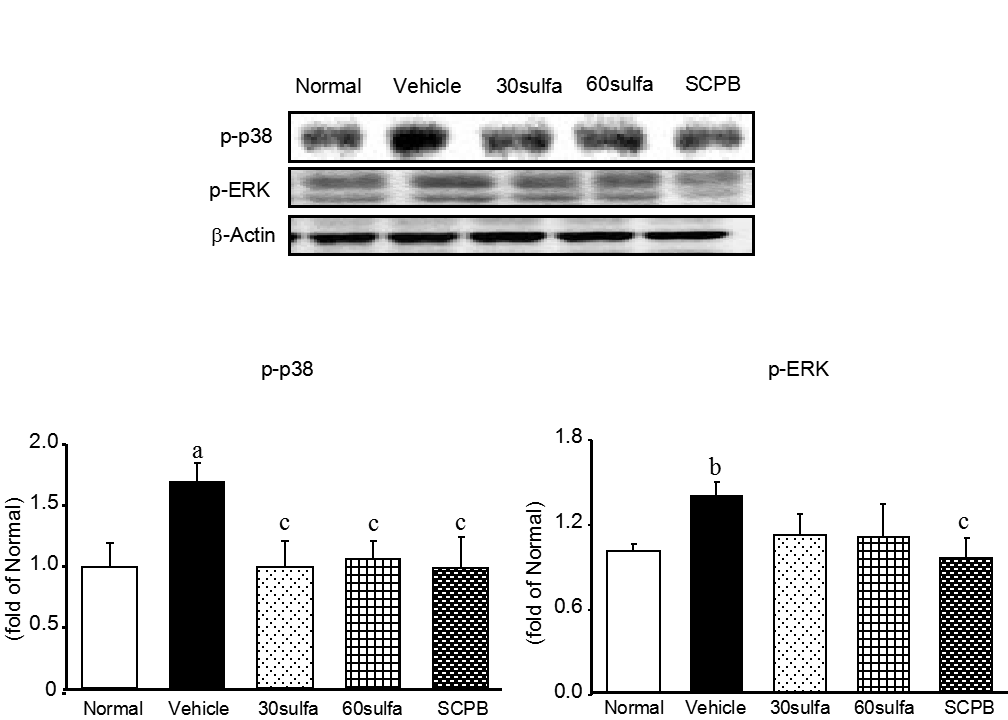 Normal Vehicle 30sulfa 60sulfa SCPB
p-p38
p-ERK
β-Actin
p-p38
2.0
1.5
1.0
0.5
0
(fold of Normal)
a
c
c
c
Normal Vehicle 30sulfa 60sulfa SCPB
p-ERK
1.8
1.2
0.6
0.0
(fold of Normal)
b
c
Normal Vehicle 30sulfa 60sulfa SCPB